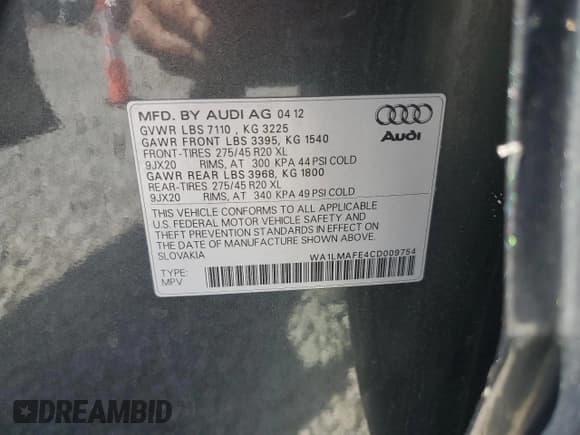 MFD. BY AUDI AG 04 12
GVWR LBS 7110 , KG 3225
GAWR FRONT LBS 3395, KG 1540
FRONT-TIRES 275/45 R20 XL
9JX20 RIMS, AT 300 KPA 44 PSI COLD
GAWR REAR LBS 3968, KG 1800
REAR-TIRES 275/45 R20 XL
9JX20 RIMS, AT 340 KPA 49 PSI COLD
Audi
THIS VEHICLE CONFORMS TO ALL APPLICABLE
U.S. FEDERAL MOTOR VEHICLE SAFETY AND
THEFT PREVENTION STANDARDS IN EFFECT ON
THE DATE OF MANUFACTURE SHOWN ABOVE.
SLOVAKIA
WA1LMAFE4CD009754
TYPE:
MPV
DREAMBID